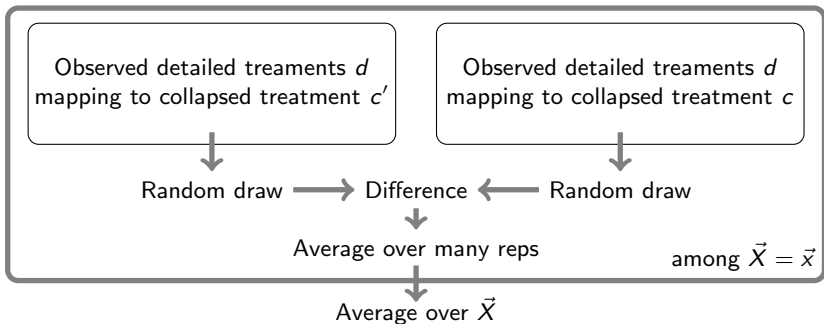 Observed detailed treaments d
mapping to collapsed treatment c′
Observed detailed treaments d
mapping to collapsed treatment c
Random draw
Difference
Random draw
Average over many reps
among X⃗ = x⃗
Average over X⃗